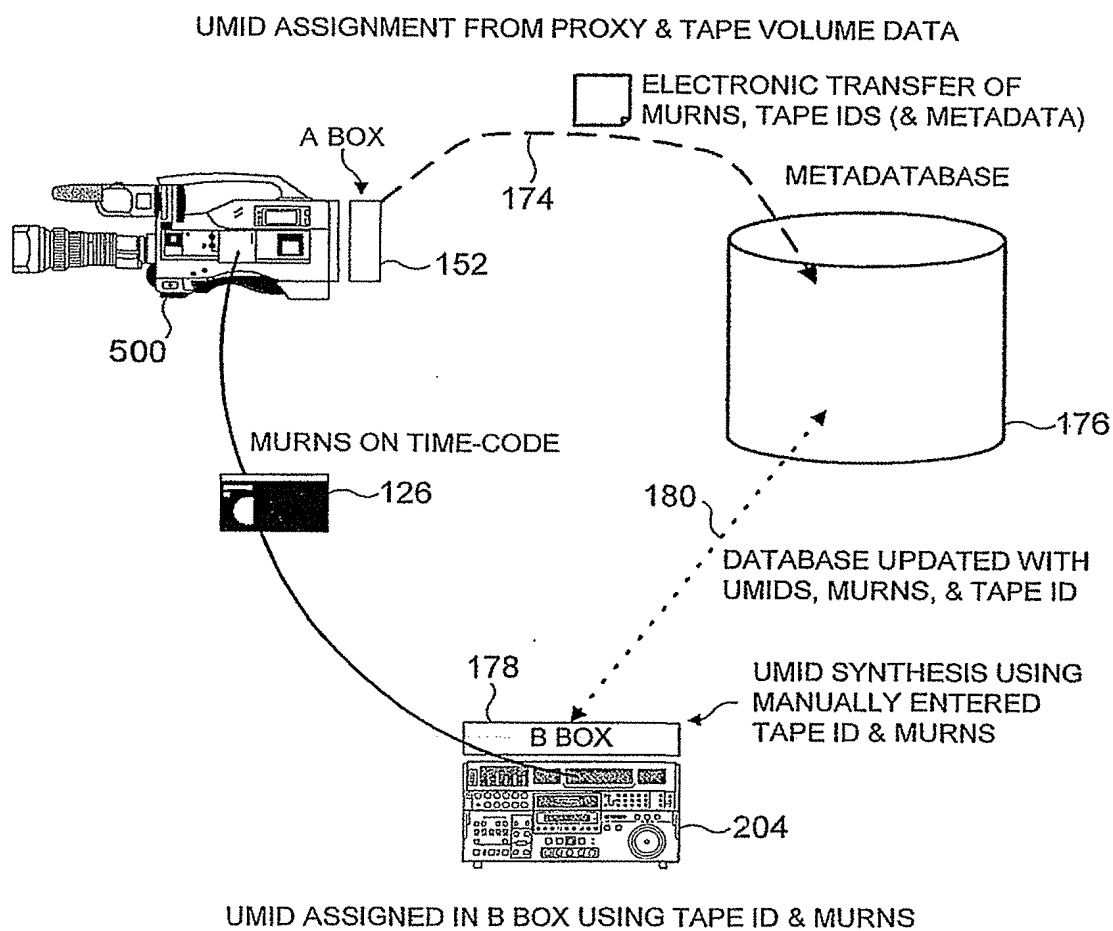 UMID ASSIGNMENT FROM PROXY & TAPE VOLUME DATA
ELECTRONIC TRANSFER OF
MURNS, TAPE IDS (& METADATA)
A BOX
174
METADATABASE
152
500
176
MURNS ON TIME-CODE
126
180
DATABASE UPDATED WITH
UMIDS, MURNS, & TAPE ID
178
UMID SYNTHESIS USING
MANUALLY ENTERED
TAPE ID & MURNS
B BOX
204
UMID ASSIGNED IN B BOX USING TAPE ID & MURNS